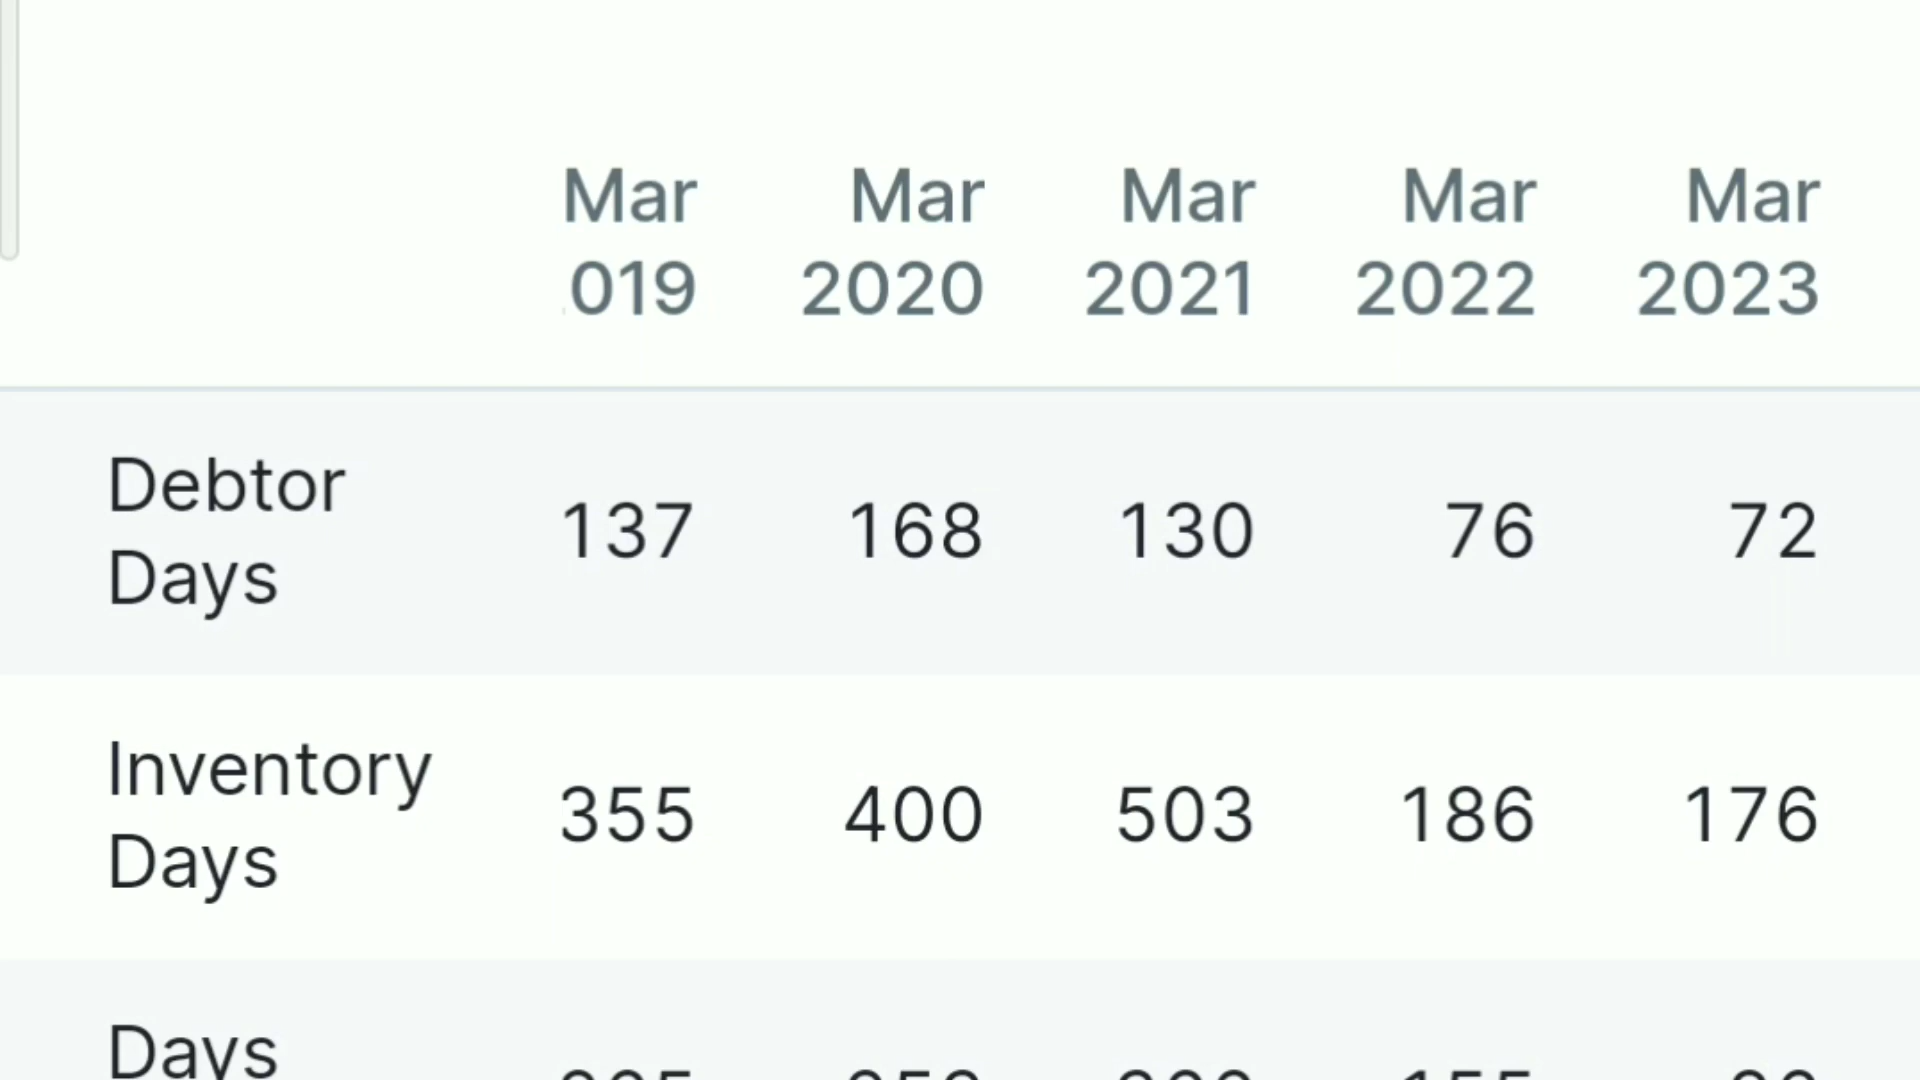 Mar Mar Mar Mar Mar
019 2020 2021 2022 2023
Debtor
Days
137 168 130 76 72
Inventory
Days
355 400 503 186 176
Days